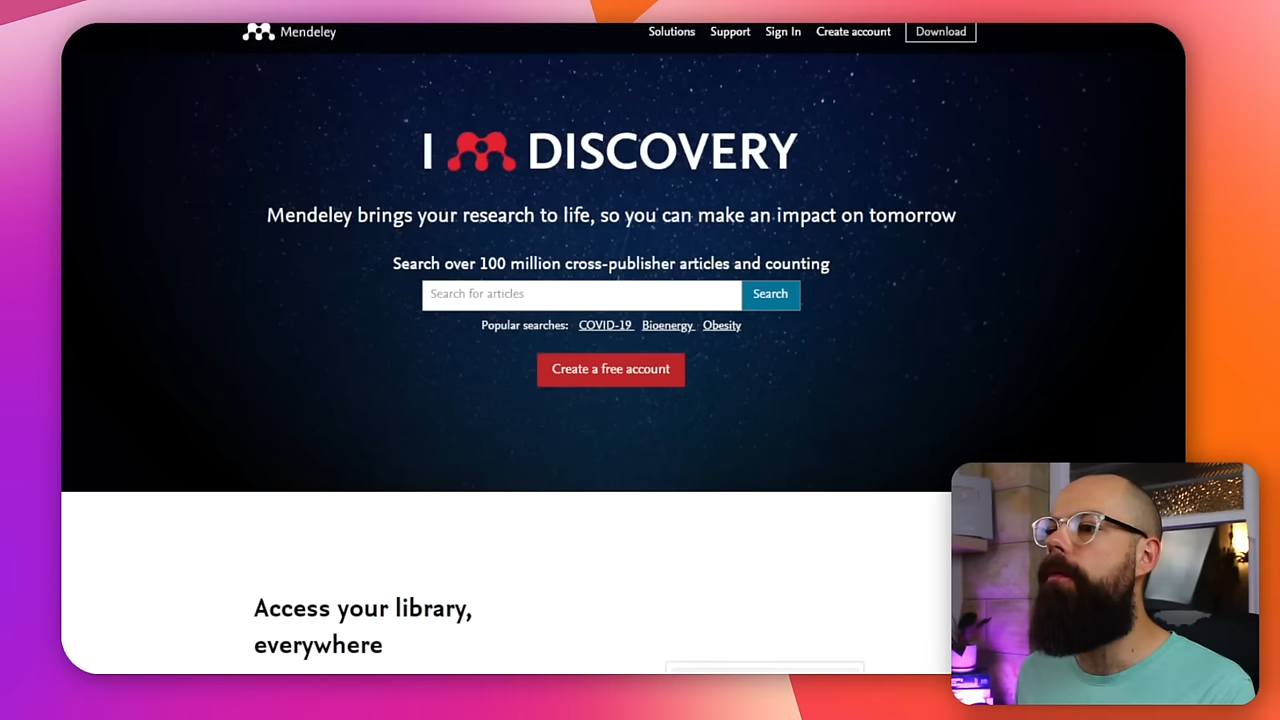 Mendeley
Solutions Support Sign In Create account Download
I DISCOVERY
Mendeley brings your research to life, so you can make an impact on tomorrow
Search over 100 million cross-publisher articles and counting
Search for articles Search
Popular searches: COVID-19 Bioenergy Obesity
Create a free account
Access your library,
everywhere